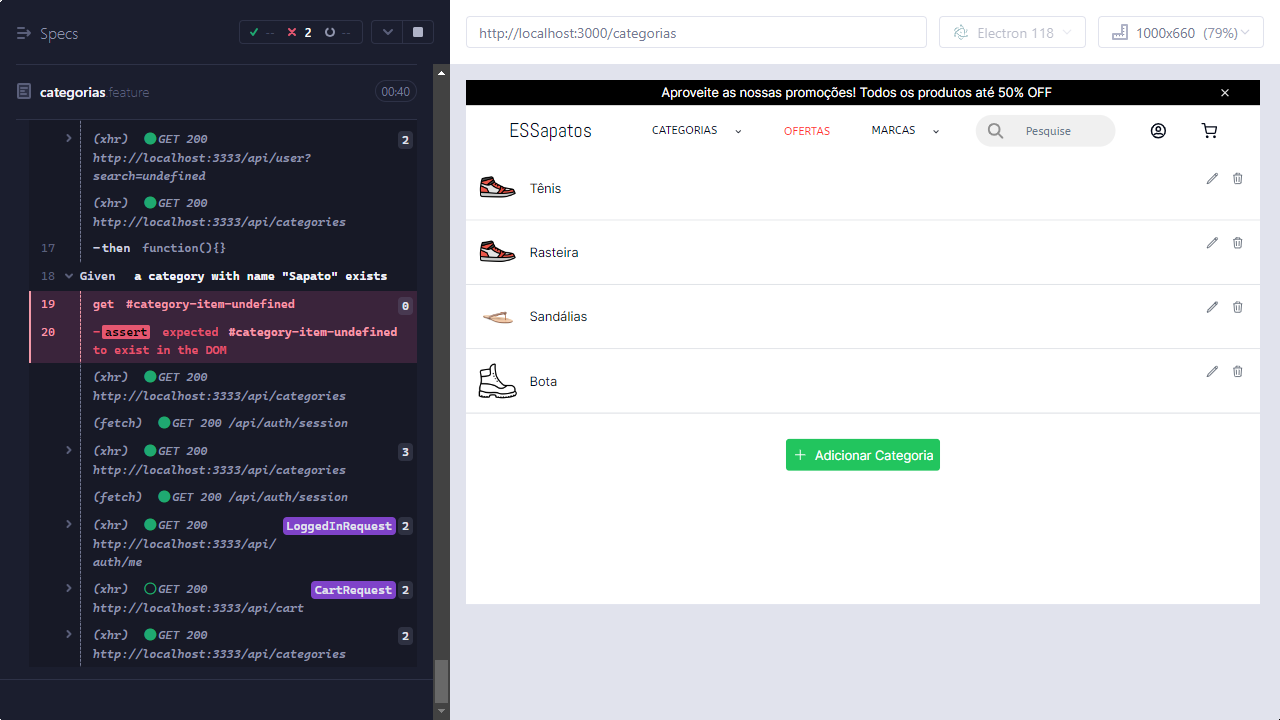 Specs
-- 2 --
categorias.feature 00:40
(xhr) GET 200 2
http://localhost:3333/api/user?
search=undefined
(xhr) GET 200
http://localhost:3333/api/categories
17 -then function(){}
18 Given a category with name "Sapato" exists
19 get #category-item-undefined 0
20 -assert expected #category-item-undefined
to exist in the DOM
(xhr) GET 200
http://localhost:3333/api/categories
(fetch) GET 200 /api/auth/session
(xhr) GET 200 3
http://localhost:3333/api/categories
(fetch) GET 200 /api/auth/session
(xhr) GET 200 LoggedInRequest 2
http://localhost:3333/api/
auth/me
(xhr) GET 200 CartRequest 2
http://localhost:3333/api/cart
(xhr) GET 200 2
http://localhost:3333/api/categories
http://localhost:3000/categorias Electron 118 1000x660 (79%)
Aproveite as nossas promoções! Todos os produtos até 50% OFF
ESSapatos CATEGORIAS OFERTAS MARCAS Pesquise
Tênis
Rasteira
Sandálias
Bota
+ Adicionar Categoria